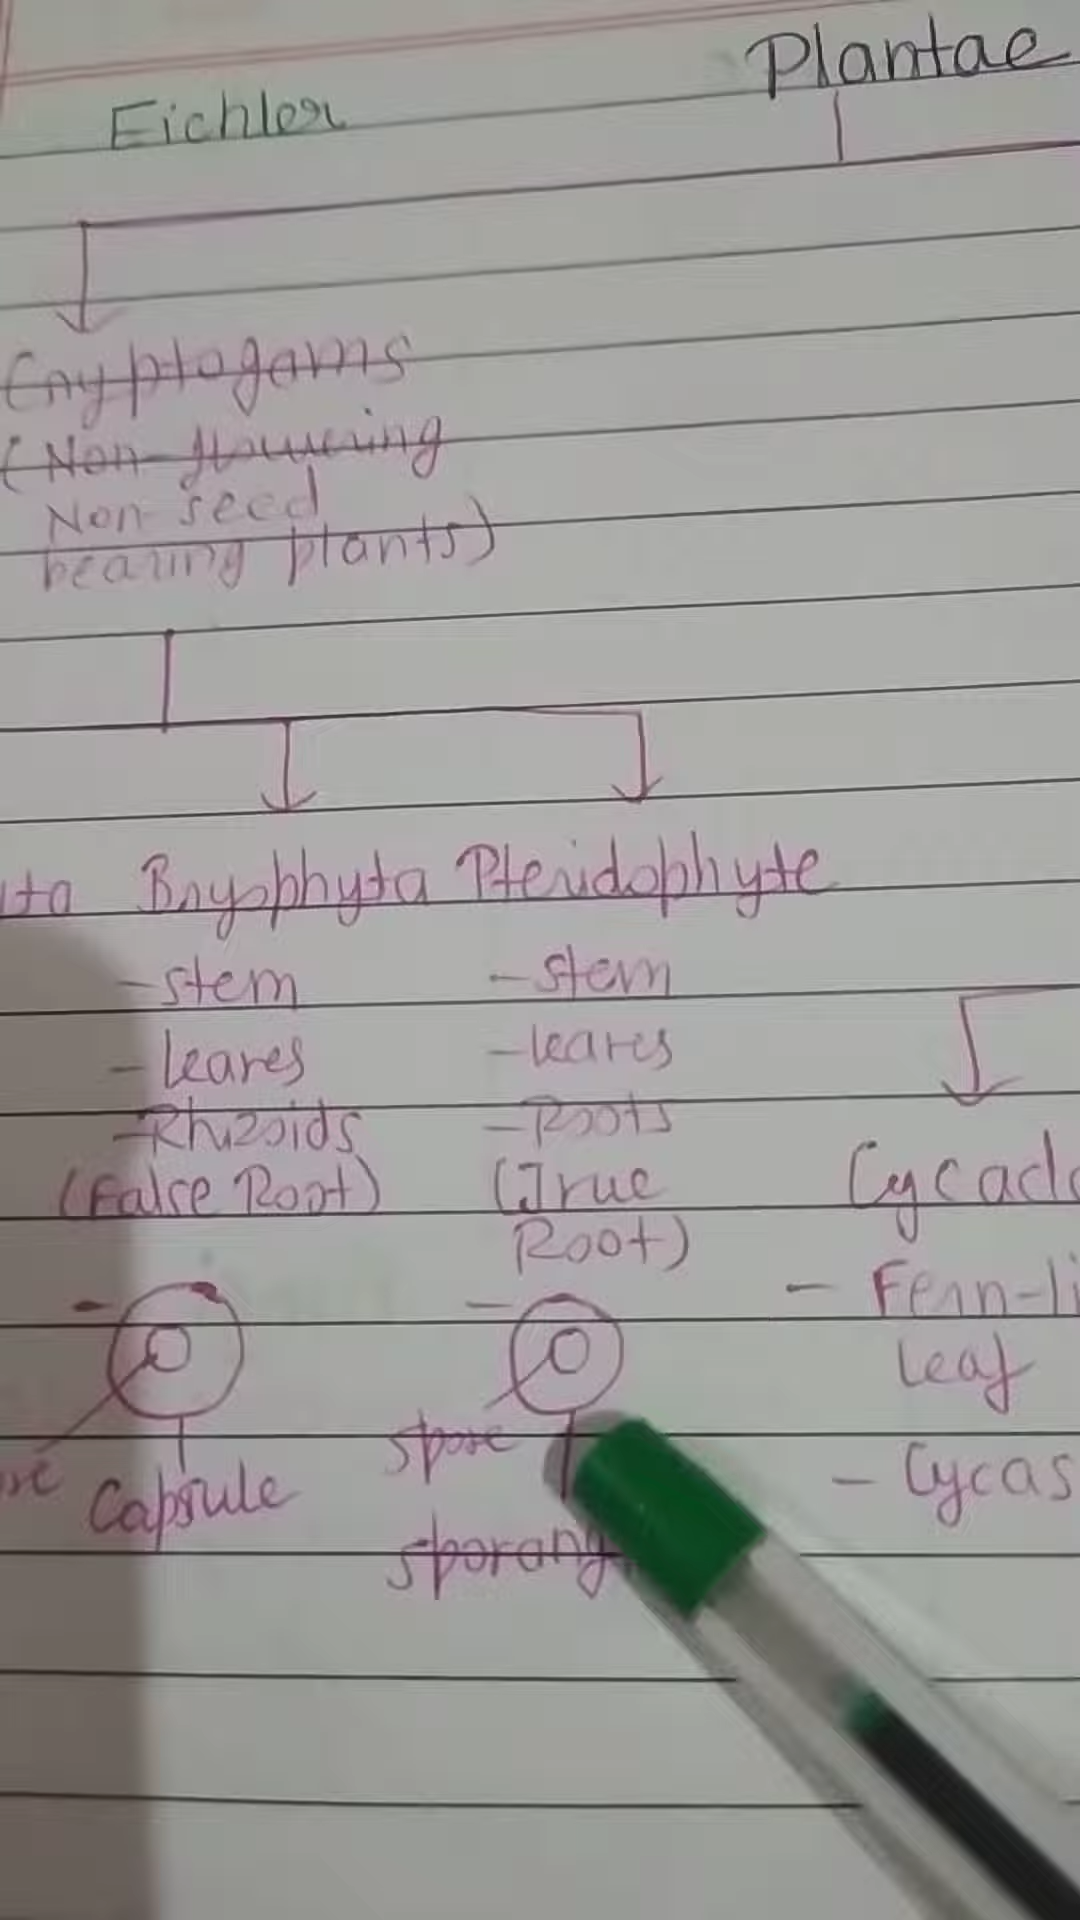 Plantae
Eichler
Cryptogams
(Non-flowering
Non-seed
bearing plants)
Bryophyta Pteridophyte
-stem -stem
-leaves -leaves
-Rhizoids -Roots
(False Root) (True
Root)
Cycad
- Fern-li
leaf
- Cycas
Capsule
spore
sporang